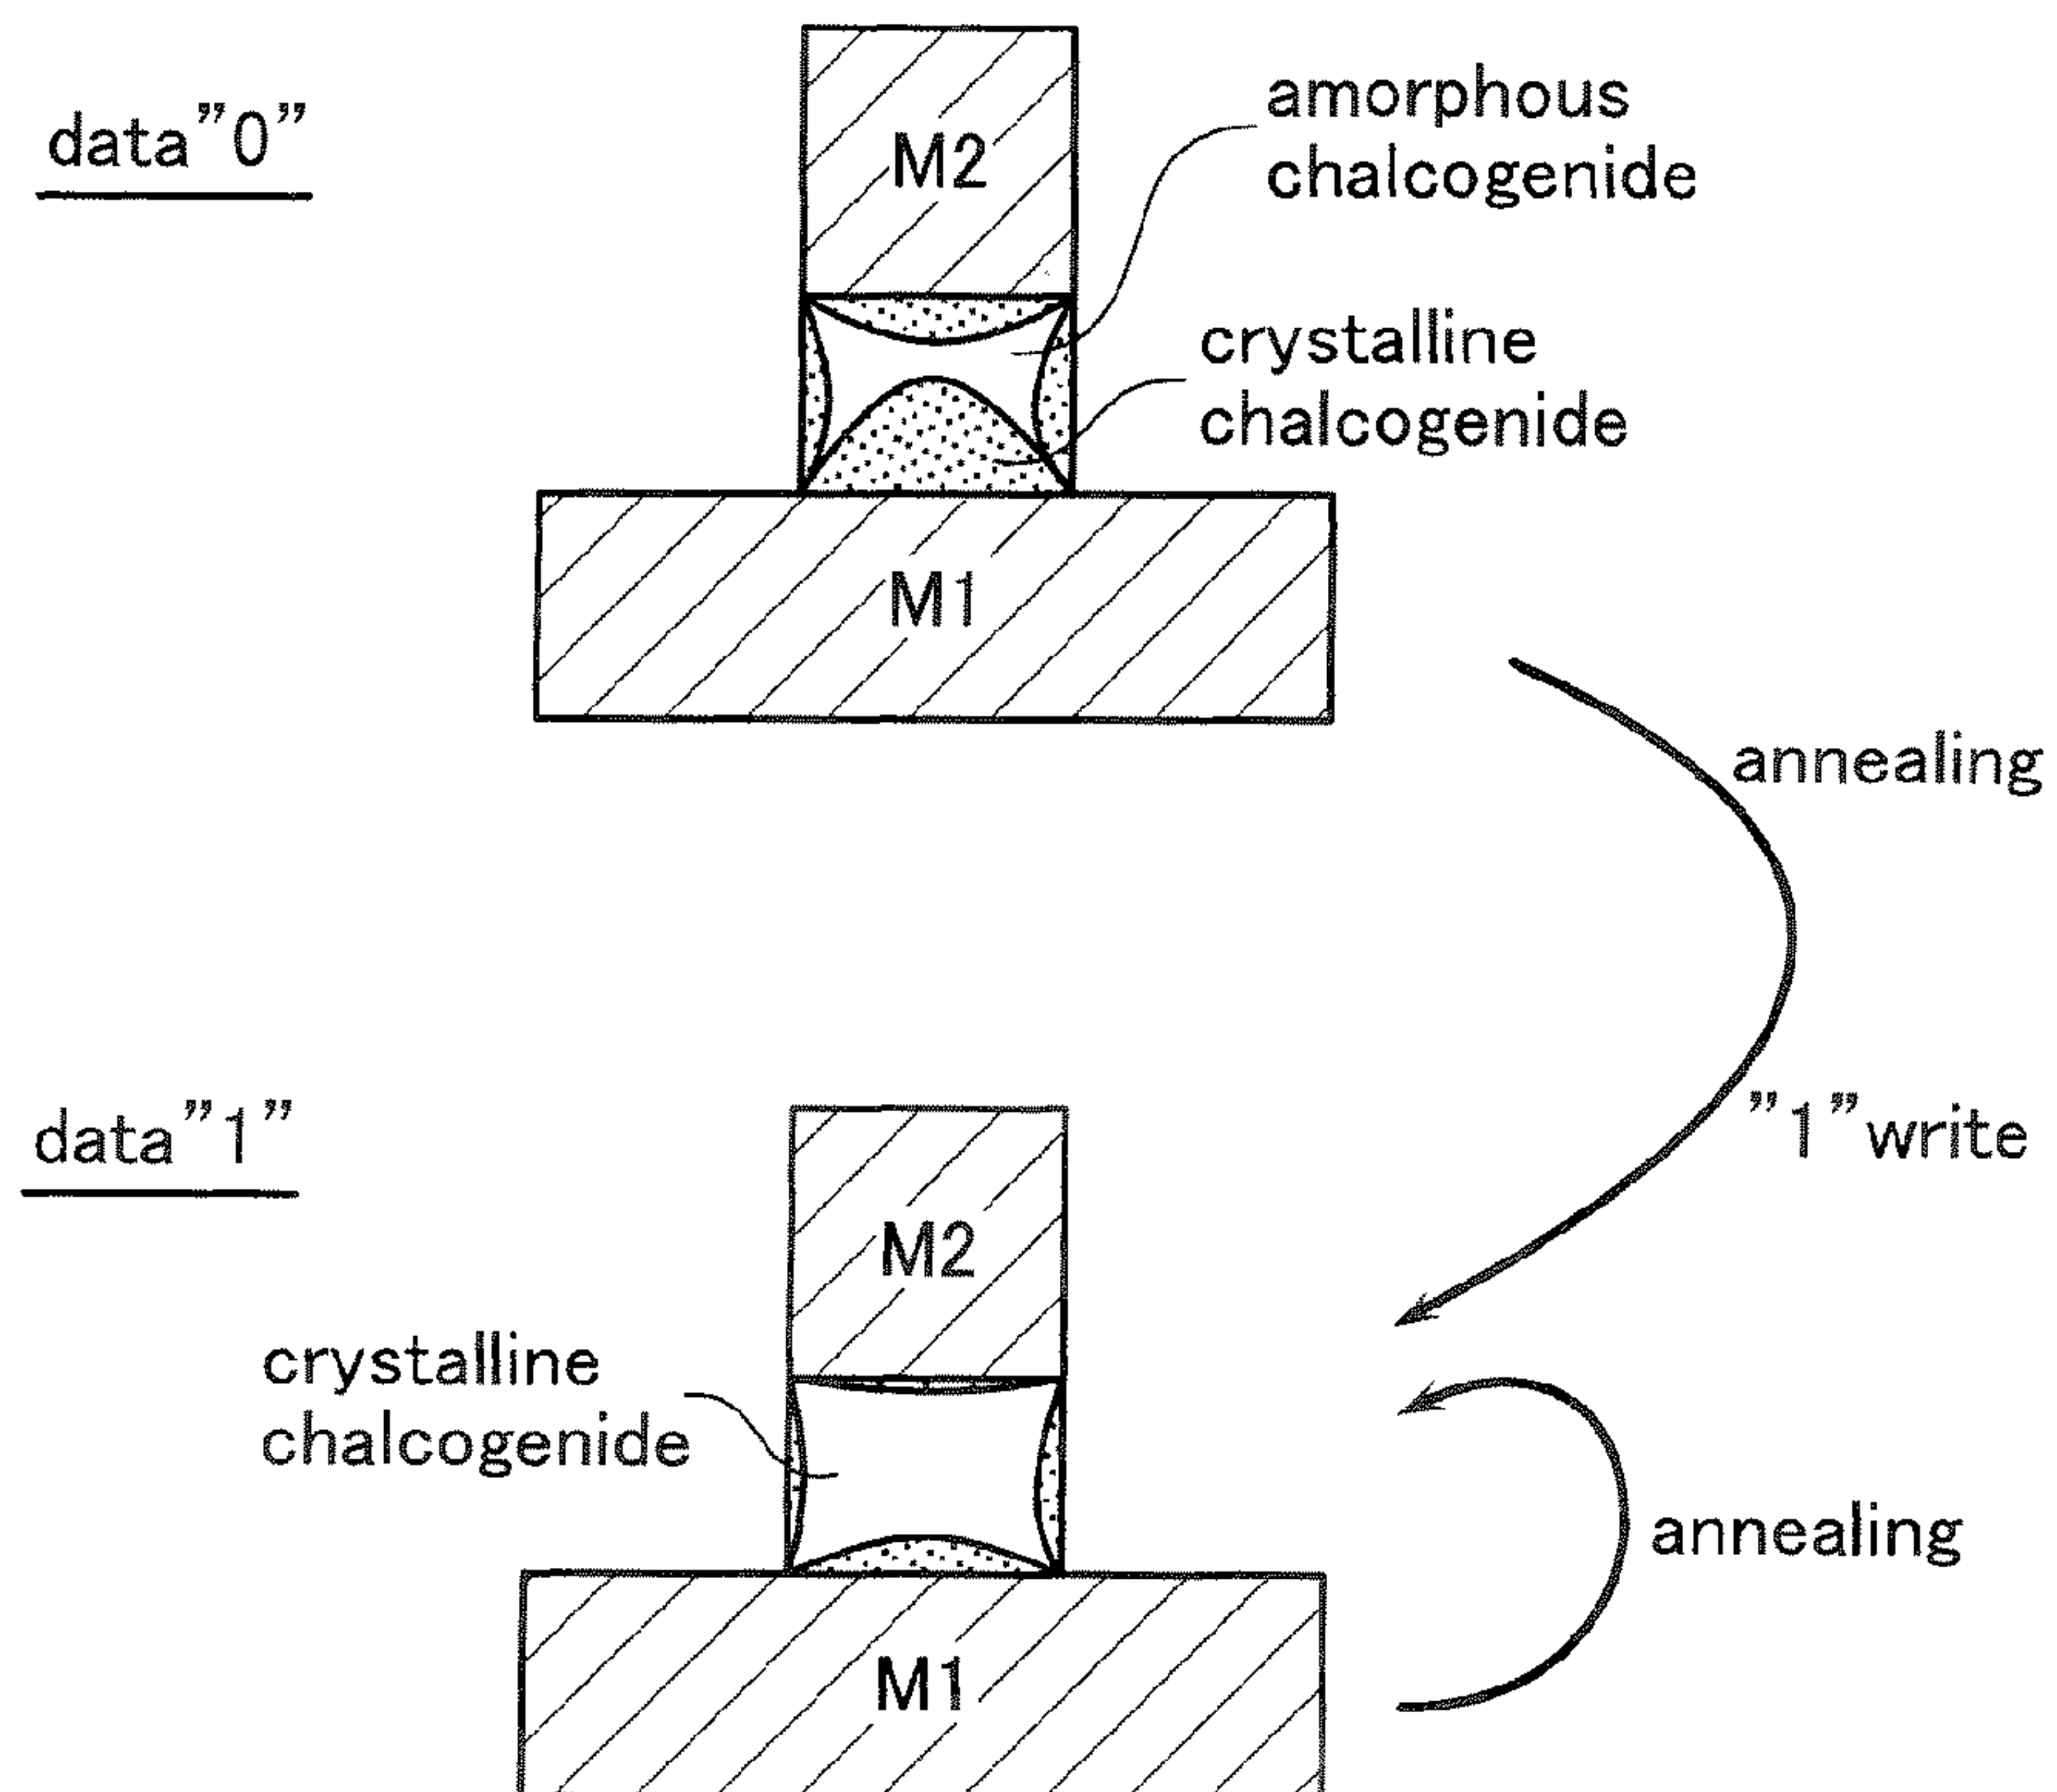 data”0”
M2
amorphous
chalcogenide
crystalline
chalcogenide
M1
annealing
”1”write
data”1”
M2
crystalline
chalcogenide
annealing
M1